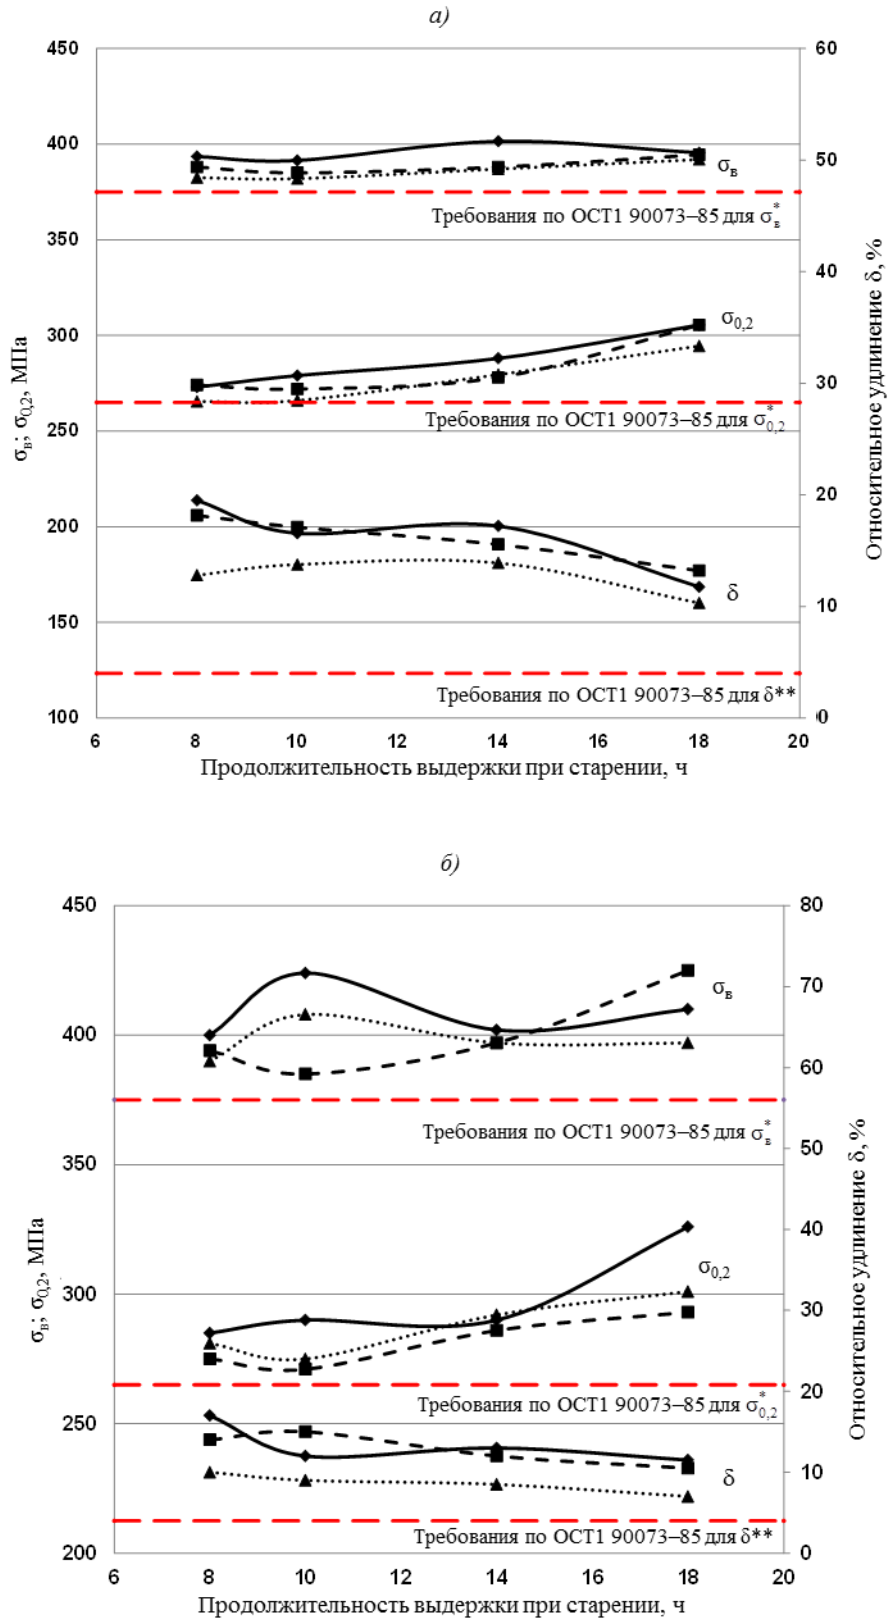 а)
450
400
350
300
250
200
150
100
60
50
40
30
20
10
0
σв; σ0,2, МПа
Относительное удлинение δ, %
σв
Требования по ОСТ1 90073–85 для σв*
σ0,2
Требования по ОСТ1 90073–85 для σ0,2*
δ
Требования по ОСТ1 90073–85 для δ**
6 8 10 12 14 16 18 20
Продолжительность выдержки при старении, ч
б)
450
400
350
300
250
200
80
70
60
50
40
30
20
10
0
σв; σ0,2, МПа
Относительное удлинение δ, %
σв
Требования по ОСТ1 90073–85 для σв*
σ0,2
Требования по ОСТ1 90073–85 для σ0,2*
δ
Требования по ОСТ1 90073–85 для δ**
6 8 10 12 14 16 18 20
Продолжительность выдержки при старении, ч